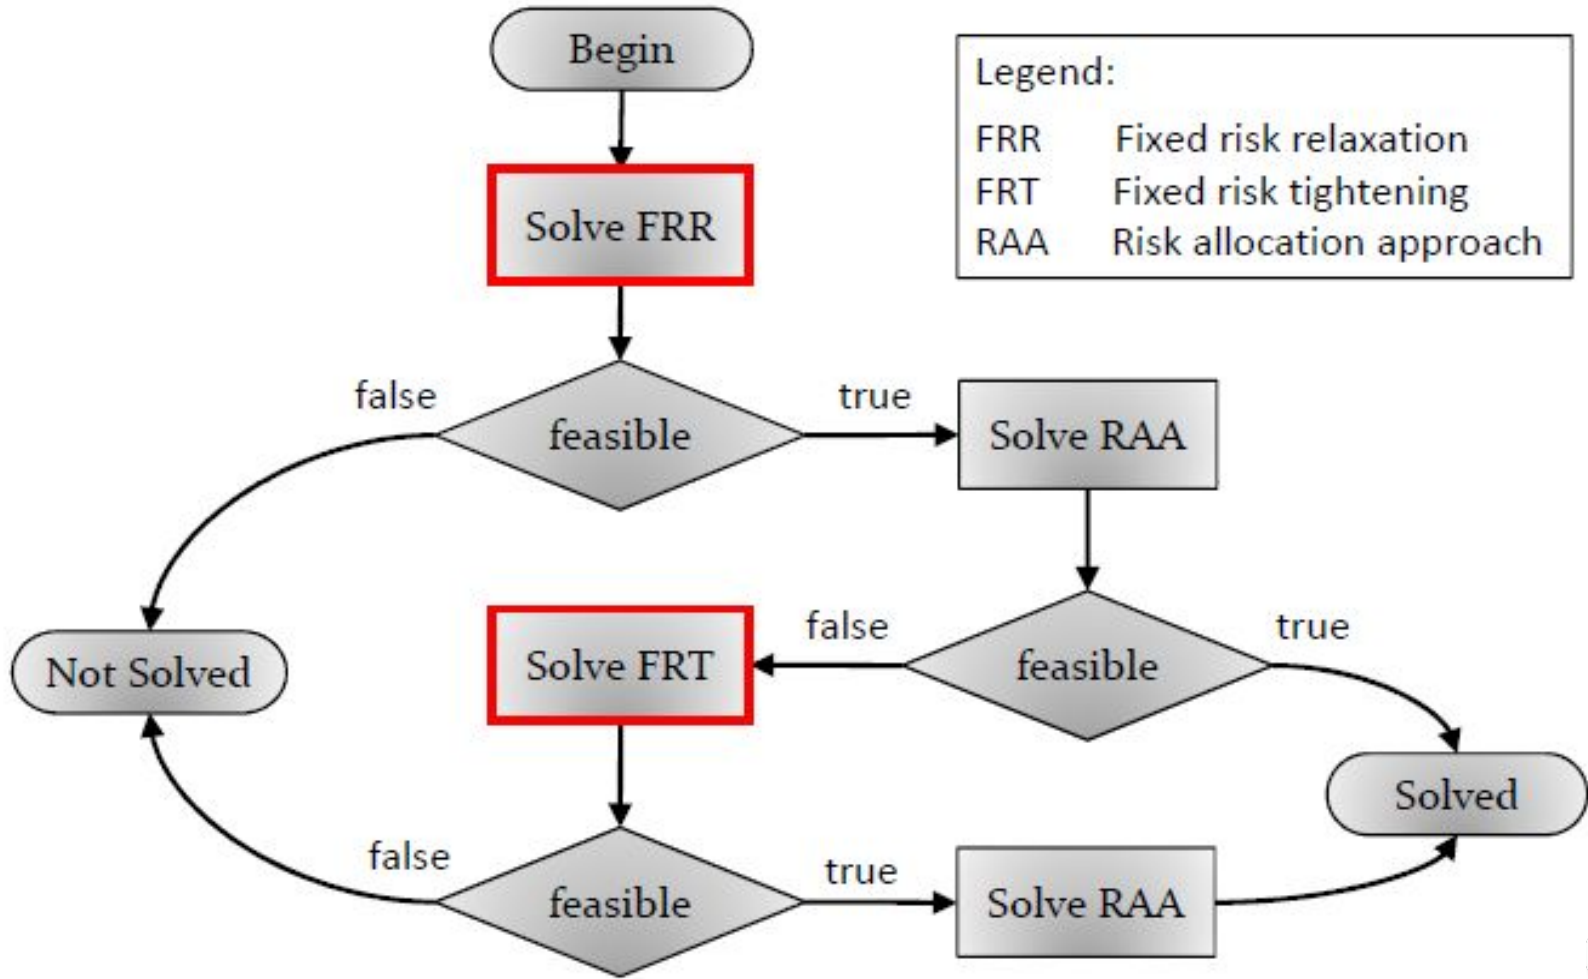 Begin
Legend:
FRR Fixed risk relaxation
FRT Fixed risk tightening
RAA Risk allocation approach
Solve FRR
false
true
feasible
Solve RAA
false
true
Not Solved
Solve FRT
feasible
Solved
false
true
feasible
Solve RAA